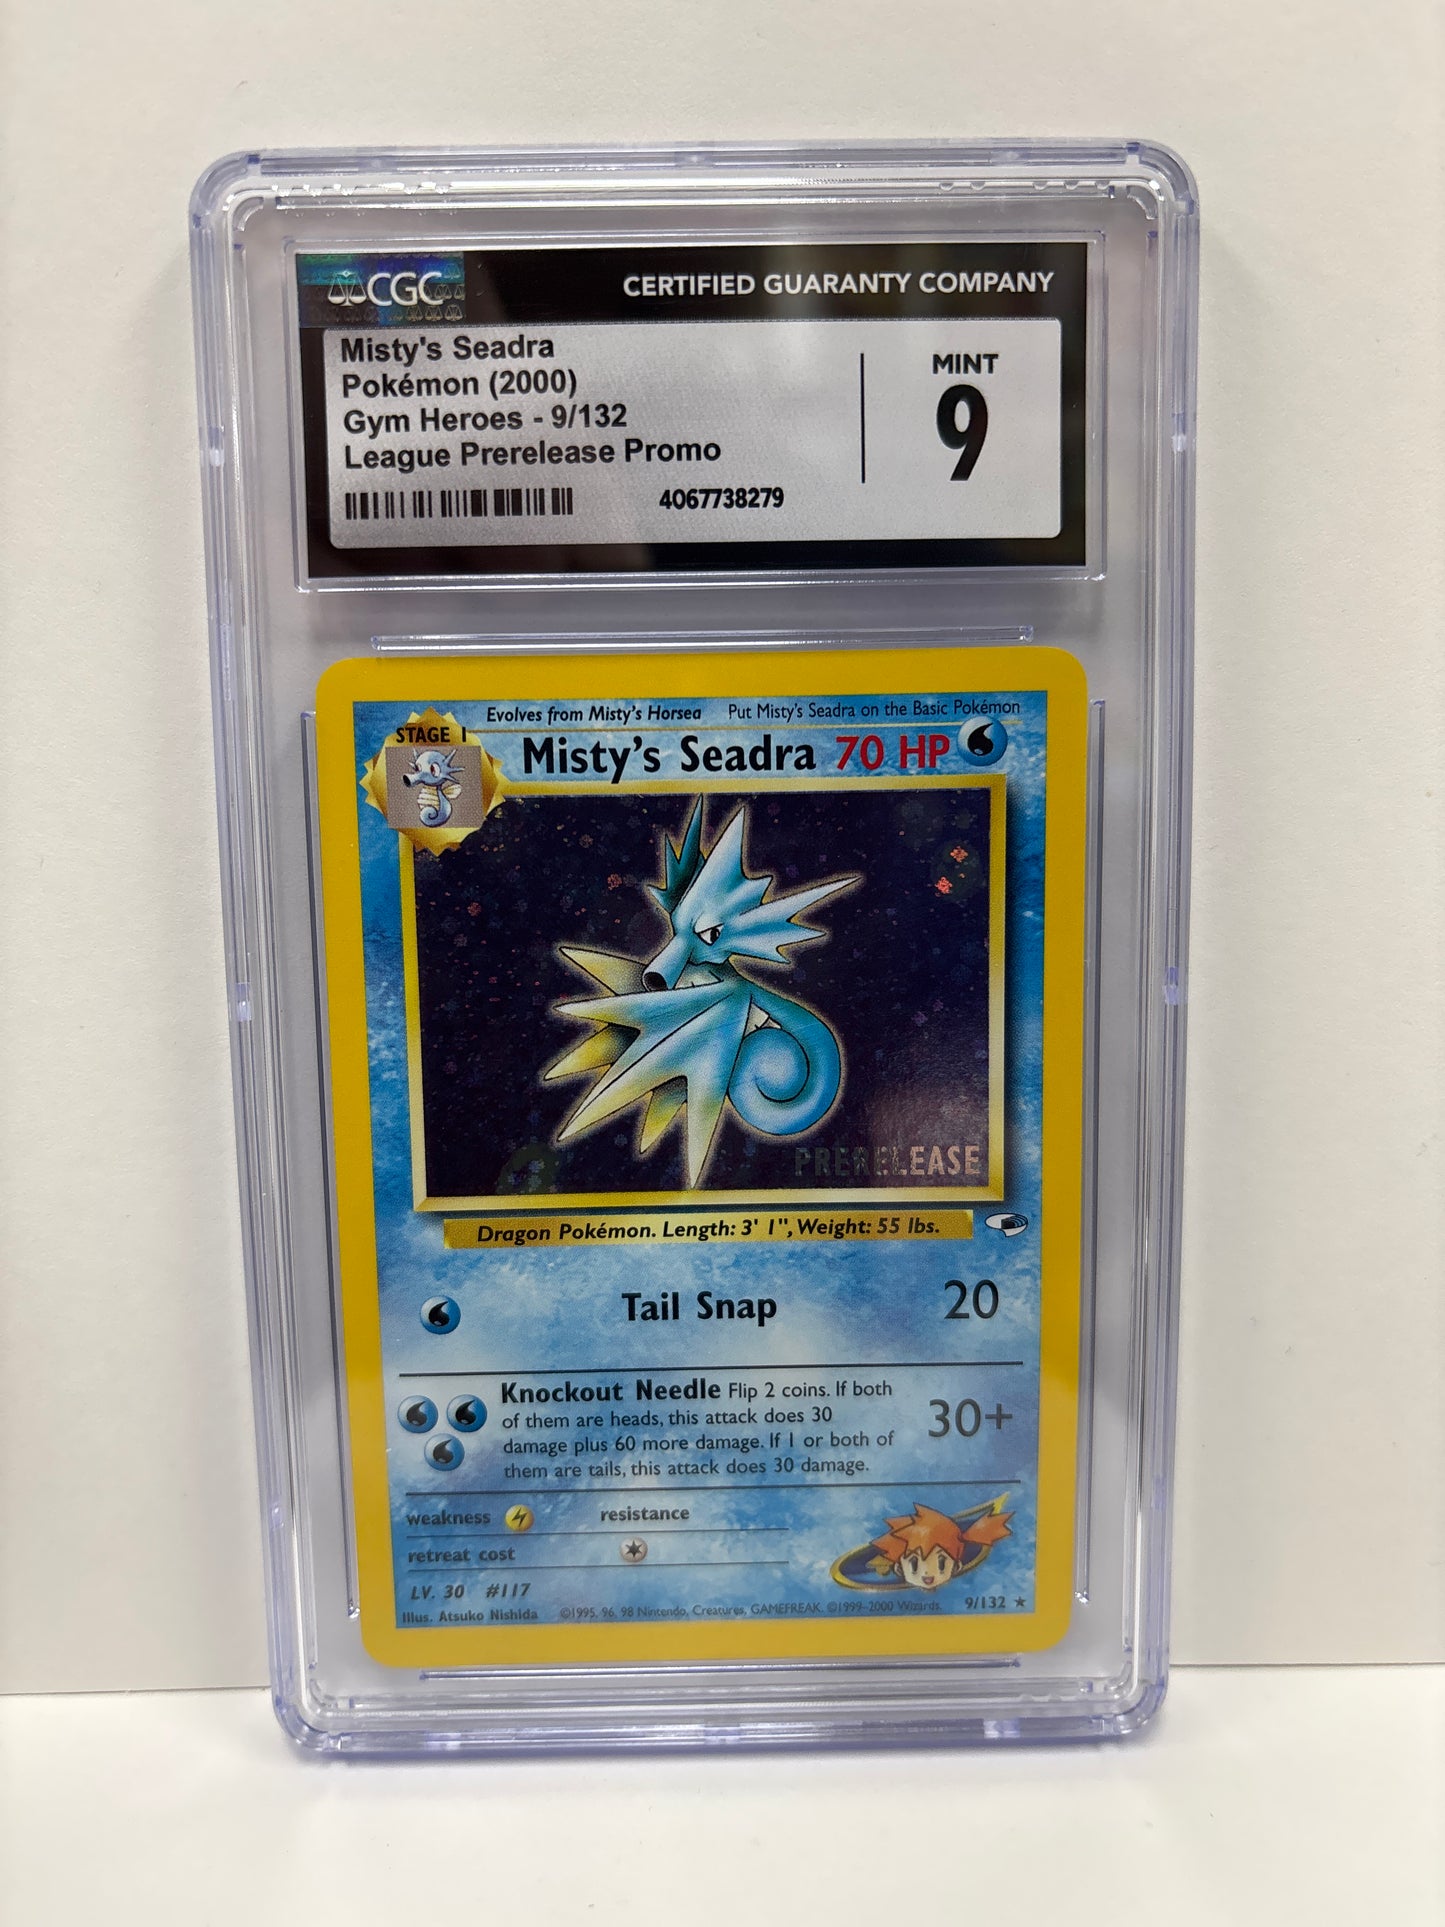 CGC
CERTIFIED GUARANTY COMPANY
Misty's Seadra
Pokémon (2000)
Gym Heroes - 9/132
League Prerelease Promo
4067738279
MINT
9
Evolves from Misty's Horsea Put Misty's Seadra on the Basic Pokémon
STAGE 1
Misty's Seadra 70 HP
PRERELEASE
Dragon Pokémon. Length: 3' 1", Weight: 55 lbs.
Tail Snap 20
Knockout Needle Flip 2 coins. If both
of them are heads, this attack does 30
damage plus 60 more damage. If 1 or both of
them are tails, this attack does 30 damage.
30+
weakness resistance
retreat cost
LV. 30 #117
Illus. Atsuko Nishida ©1995, 96, 98 Nintendo, Creatures, GAMEFREAK. ©1999-2000 Wizards. 9/132 ★